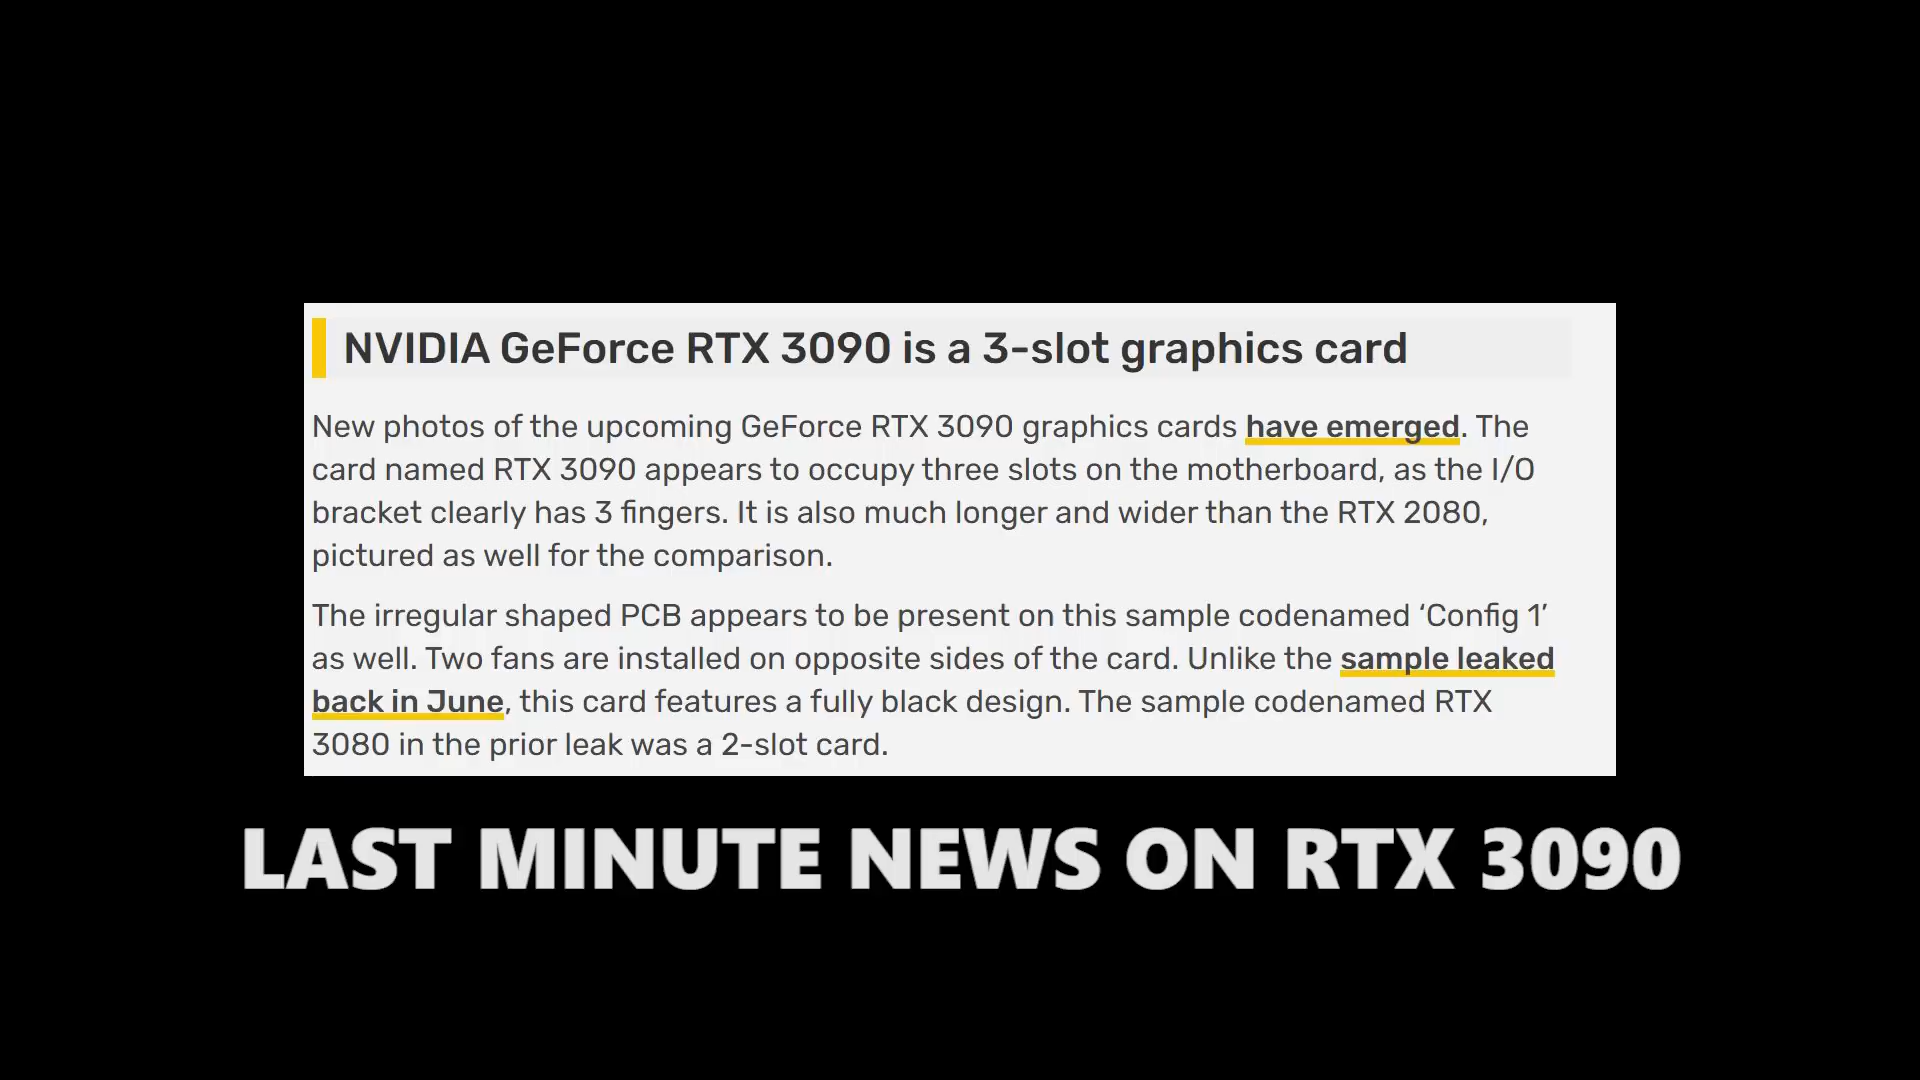 NVIDIA GeForce RTX 3090 is a 3-slot graphics card
New photos of the upcoming GeForce RTX 3090 graphics cards have emerged. The
card named RTX 3090 appears to occupy three slots on the motherboard, as the I/O
bracket clearly has 3 fingers. It is also much longer and wider than the RTX 2080,
pictured as well for the comparison.
The irregular shaped PCB appears to be present on this sample codenamed ‘Config 1’
as well. Two fans are installed on opposite sides of the card. Unlike the sample leaked
back in June, this card features a fully black design. The sample codenamed RTX
3080 in the prior leak was a 2-slot card.
LAST MINUTE NEWS ON RTX 3090